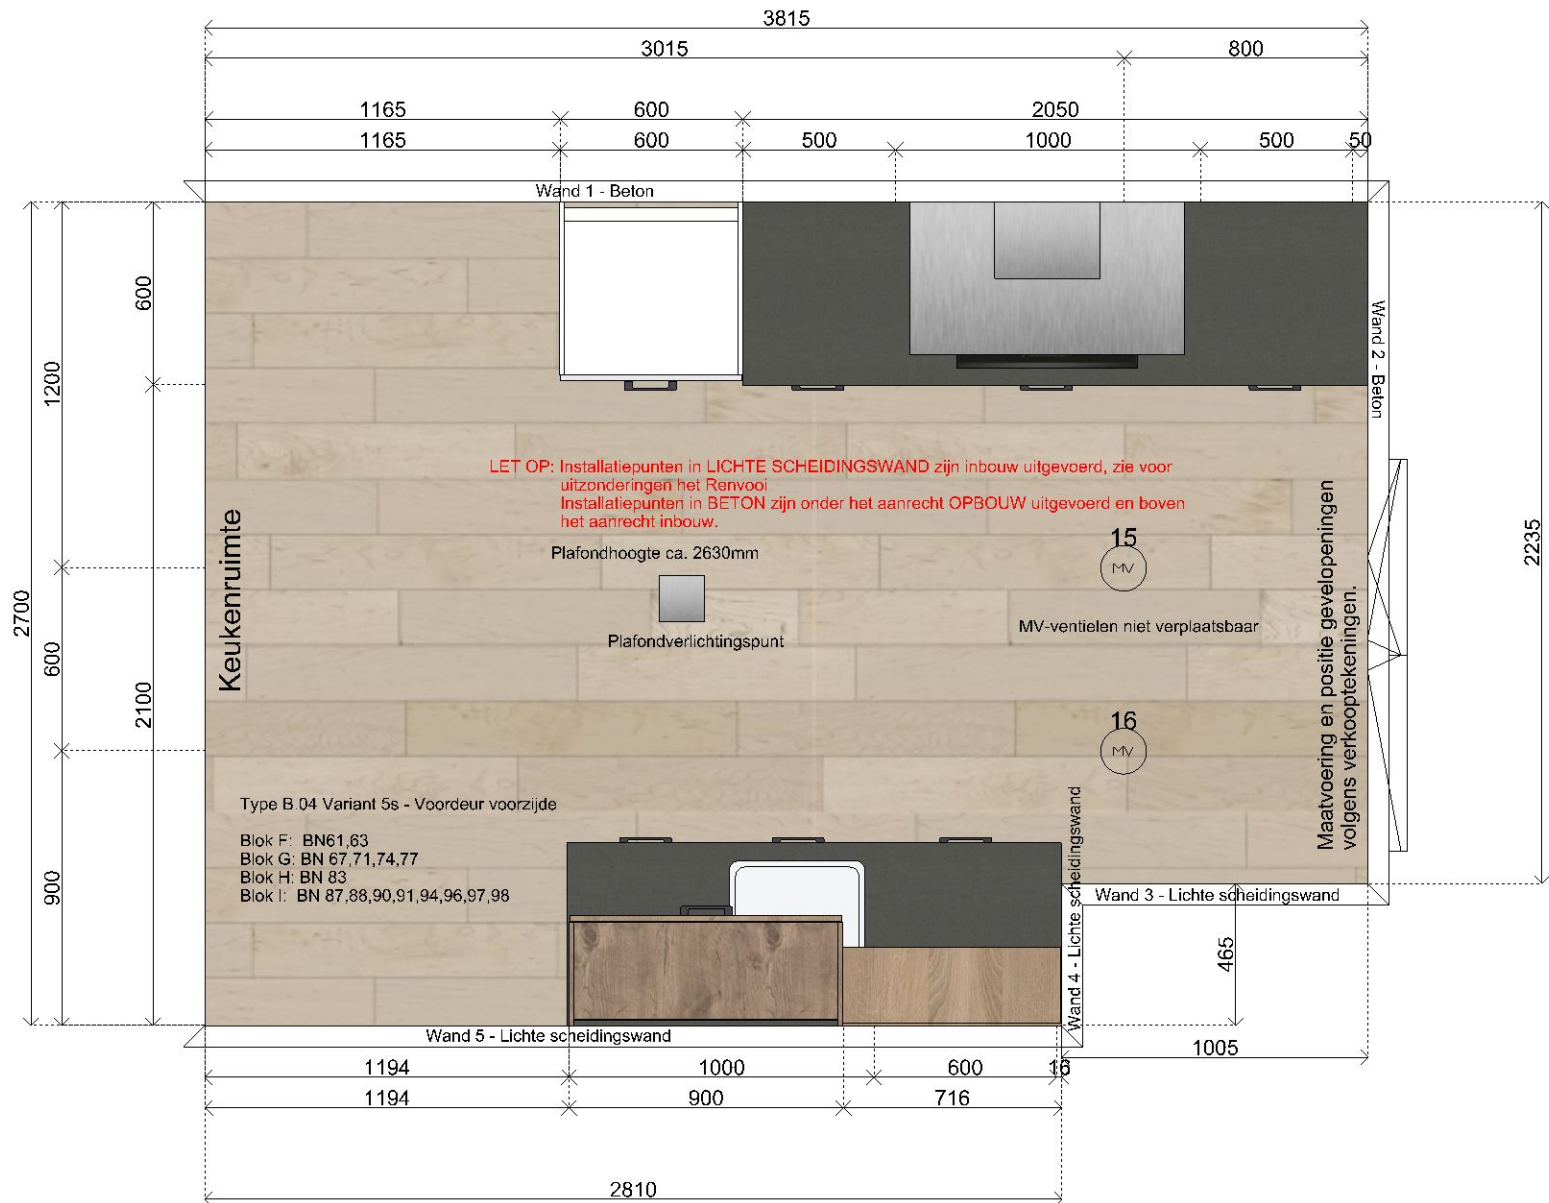 3815
3015 800
1165 600 2050
1165 600 500 1000 500 50
Wand 1 - Beton
600
1200
2700
600
2100
900
2235
Wand 2 - Beton
LET OP: Installatiepunten in LICHTE SCHEIDINGSWAND zijn inbouw uitgevoerd, zie voor
uitzonderingen het Renvooi
Installatiepunten in BETON zijn onder het aanrecht OPBOUW uitgevoerd en boven
het aanrecht inbouw.
Keukenruimte
Plafondhoogte ca. 2630mm
Plafondverlichtingspunt
15
MV
MV-ventielen niet verplaatsbaar
16
MV
Maatvoering en positie gevelopeningen
volgens verkooptekeningen.
Type B.04 Variant 5s - Voordeur voorzijde
Blok F: BN61,63
Blok G: BN 67,71,74,77
Blok H: BN 83
Blok I: BN 87,88,90,91,94,96,97,98
Wand 4 - Lichte scheidingswand
Wand 3 - Lichte scheidingswand
465
Wand 5 - Lichte scheidingswand
1005
1194 1000 600 16
1194 900 716
2810